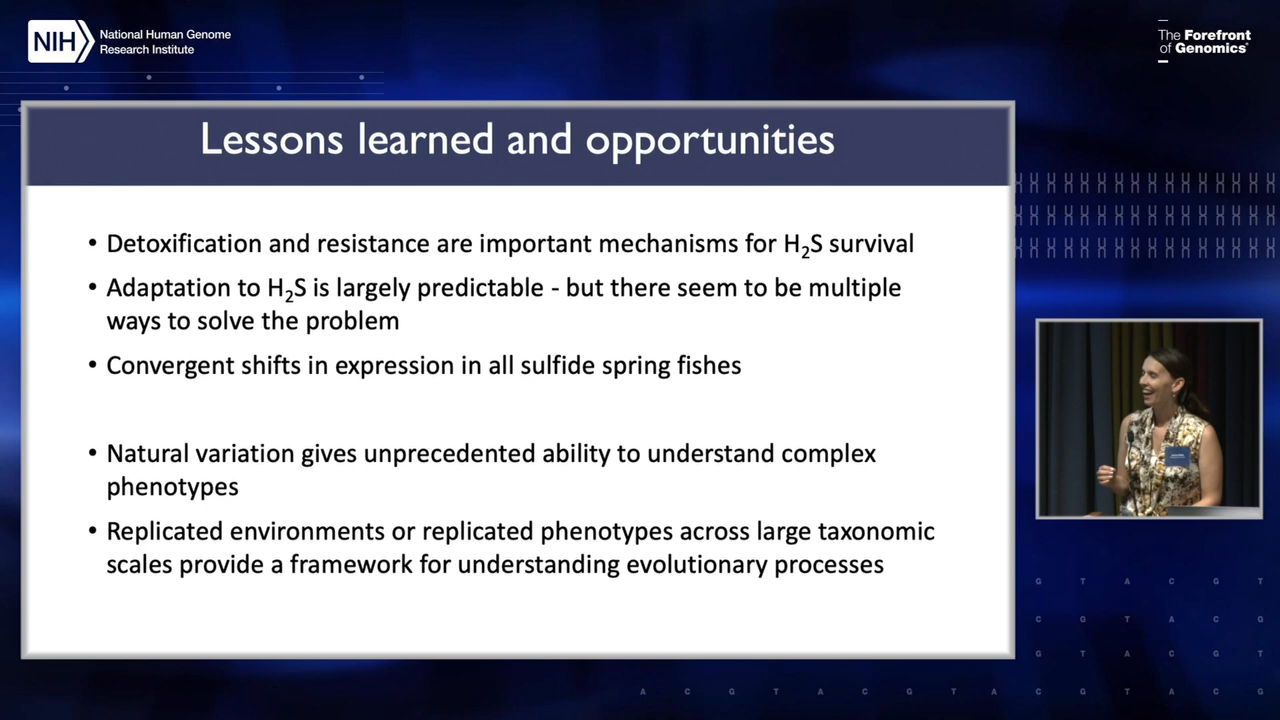 NIH
National Human Genome
Research Institute
The Forefront
of Genomics®
Lessons learned and opportunities
• Detoxification and resistance are important mechanisms for H₂S survival
• Adaptation to H₂S is largely predictable - but there seem to be multiple
ways to solve the problem
• Convergent shifts in expression in all sulfide spring fishes
• Natural variation gives unprecedented ability to understand complex
phenotypes
• Replicated environments or replicated phenotypes across large taxonomic
scales provide a framework for understanding evolutionary processes
G T A C G T
C G T A C G
G T A C G T
A C G T A C G T A C G T A C G